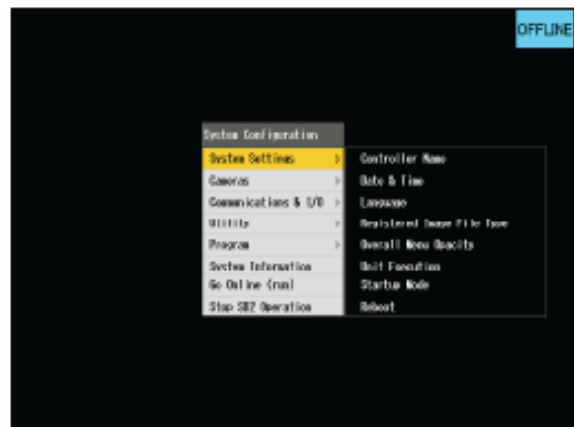 OFFLINE
System Configuration
System Settings
Cameras
Communications & I/O
Utility
Program
System Information
Go Online (run)
Stop SD2 Operation
Controller Name
Date & Time
Language
Registered Image File Type
Overall Menu Opacity
Unit Execution
Startup Mode
Reboot